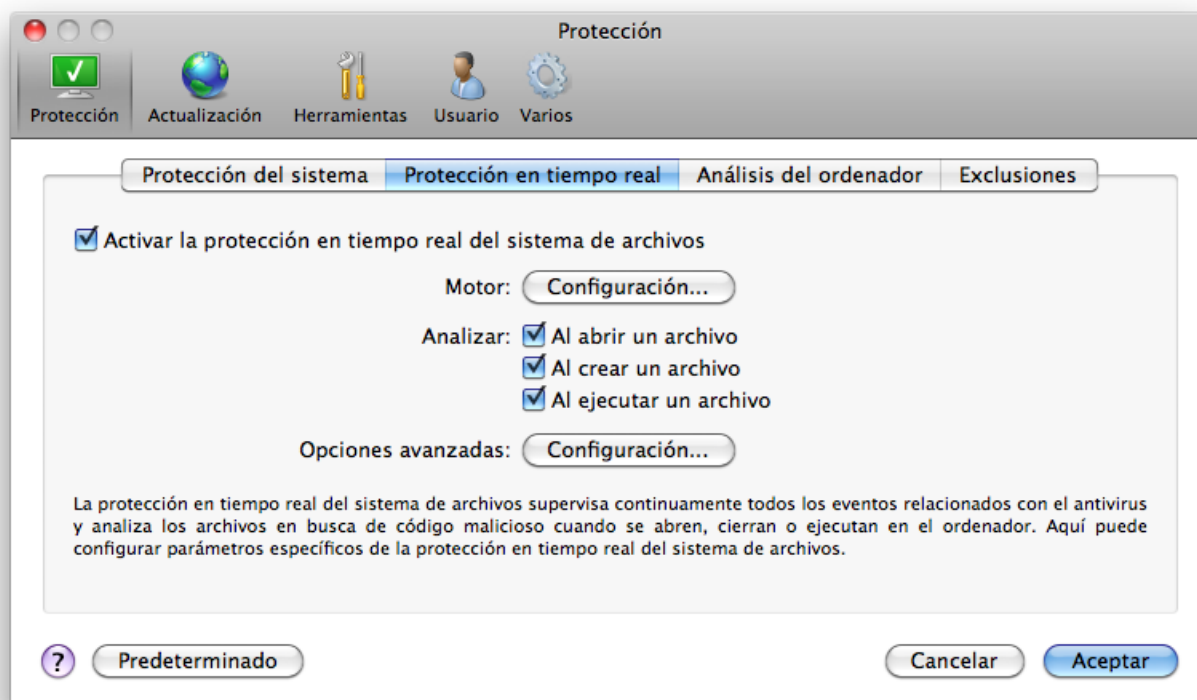 Protección
Protección Actualización Herramientas Usuario Varios
Protección del sistema Protección en tiempo real Análisis del ordenador Exclusiones
Activar la protección en tiempo real del sistema de archivos
Motor: Configuración...
Analizar: Al abrir un archivo
Al crear un archivo
Al ejecutar un archivo
Opciones avanzadas: Configuración...
La protección en tiempo real del sistema de archivos supervisa continuamente todos los eventos relacionados con el antivirus
y analiza los archivos en busca de código malicioso cuando se abren, cierran o ejecutan en el ordenador. Aquí puede
configurar parámetros específicos de la protección en tiempo real del sistema de archivos.
? Predeterminado Cancelar Aceptar